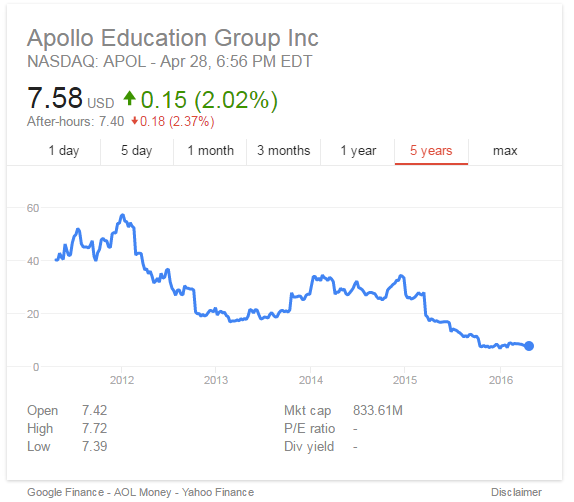 Apollo Education Group Inc
NASDAQ: APOL - Apr 28, 6:56 PM EDT
7.58 USD 0.15 (2.02%)
After-hours: 7.40 0.18 (2.37%)
1 day 5 day 1 month 3 months 1 year 5 years max
60
40
20
0
2012 2013 2014 2015 2016
Open 7.42 Mkt cap 833.61M
High 7.72 P/E ratio -
Low 7.39 Div yield -
Google Finance - AOL Money - Yahoo Finance Disclaimer